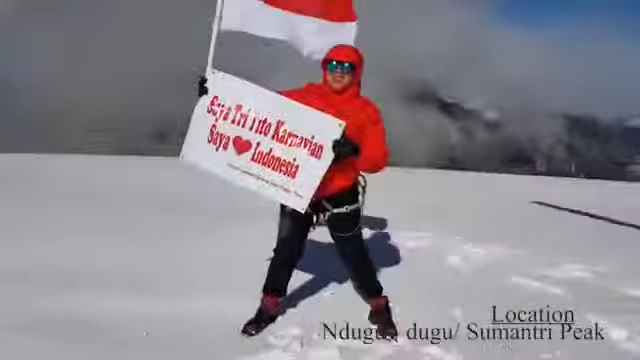 Saya Tri Tito Karnavian
Saya ❤ Indonesia
Location
Ndugu, dugu/ Sumantri Peak